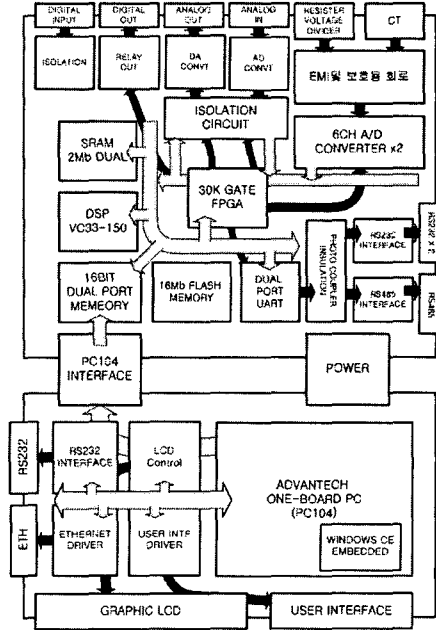 DIGITAL
INPUT
DIGITAL
OUT
ANALOG
OUT
ANALOG
IN
RESISTER
VOLTAGE
DIVIDER
CT
ISOLATION
RELAY
OUT
DA
CONVT
AD
CONVT
EMI및 보호용 회로
ISOLATION
CIRCUIT
6CH A/D
CONVERTER x2
SRAM
2Mb DUAL
30K GATE
FPGA
DSP
VC33-150
16BIT
DUAL PORT
MEMEORY
16Mb FLASH
MEMORY
DUAL
PORT
UART
PHOTO COUPLER
INSULATION
RS232
INTERFACE
RS232 x 2
RS485
INTERFACE
RS485
PC104
INTERFACE
POWER
RS232
RS232
INTERFACE
LCD
Control
ADVANTECH
ONE-BOARD PC
(PC104)
ETH
ETHERNET
DRIVER
USER INTF
DRIVER
WINDOWS CE
EMBEDDED
GRAPHIC LCD
USER INTERFACE